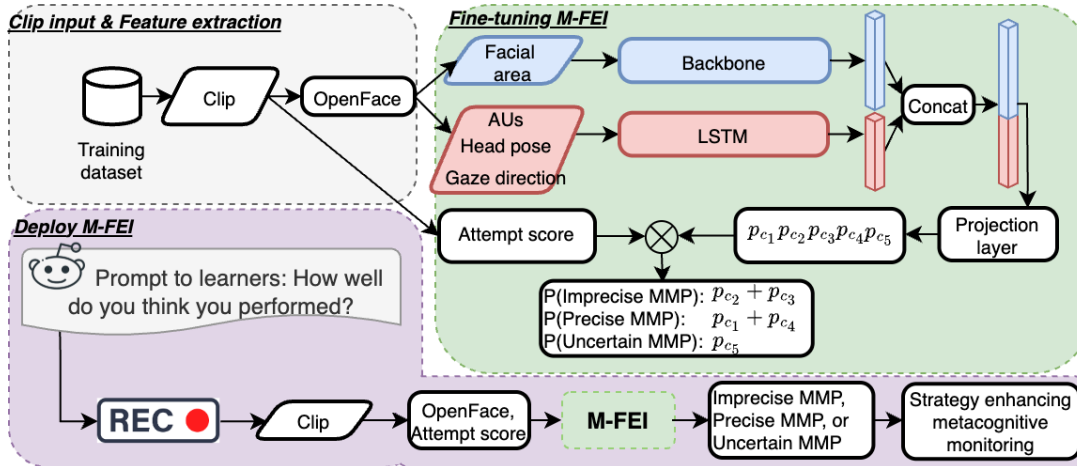 Clip input & Feature extraction
Training
dataset
Clip
OpenFace
Fine-tuning M-FEI
Facial
area
Backbone
AUs
Head pose
Gaze direction
LSTM
Concat
Attempt score
p_{c_1} p_{c_2} p_{c_3} p_{c_4} p_{c_5}
Projection
layer
P(Imprecise MMP): p_{c_2} + p_{c_3}
P(Precise MMP): p_{c_1} + p_{c_4}
P(Uncertain MMP): p_{c_5}
Deploy M-FEI
Prompt to learners: How well
do you think you performed?
REC
Clip
OpenFace,
Attempt score
M-FEI
Imprecise MMP,
Precise MMP, or
Uncertain MMP
Strategy enhancing
metacognitive
monitoring